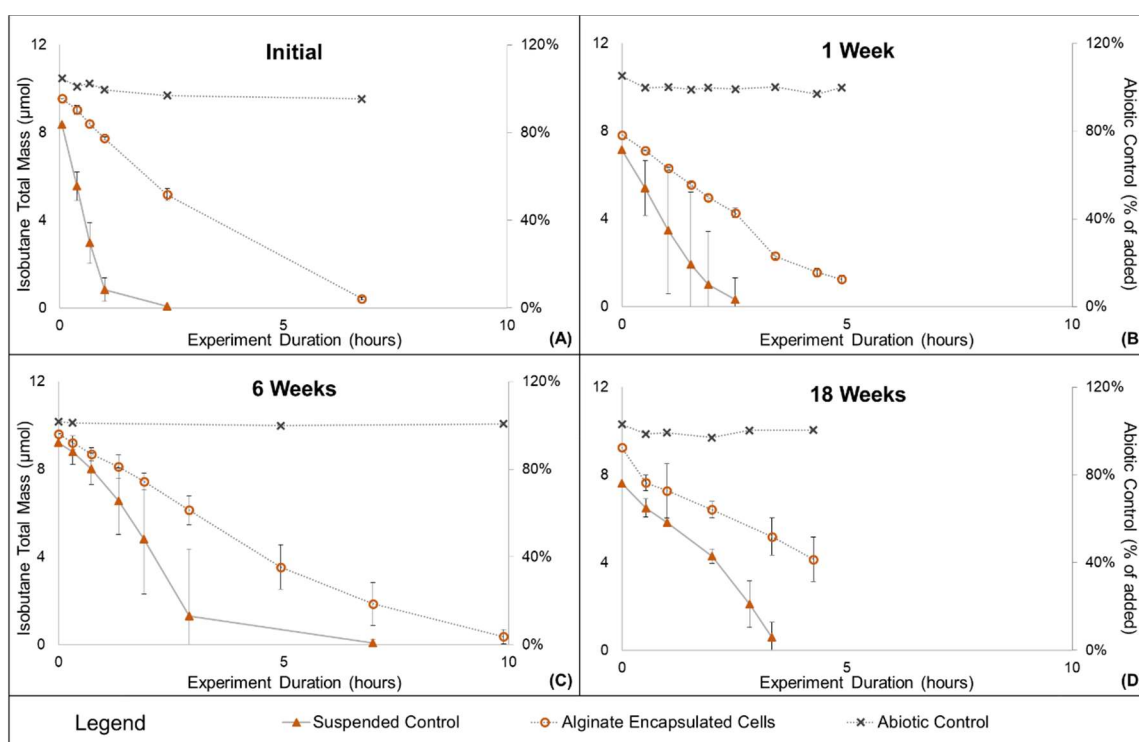 Initial
12
8
4
0
120%
80%
40%
0%
0
5
10
Isobutane Total Mass (µmol)
Experiment Duration (hours)
(A)
1 Week
12
8
4
0
120%
80%
40%
0%
0
5
10
Abiotic Control (% of added)
Experiment Duration (hours)
(B)
6 Weeks
12
8
4
0
120%
80%
40%
0%
0
5
10
Isobutane Total Mass (µmol)
Experiment Duration (hours)
(C)
18 Weeks
12
8
4
0
120%
80%
40%
0%
0
5
10
Abiotic Control (% of added)
Experiment Duration (hours)
(D)
Legend
Suspended Control
Alginate Encapsulated Cells
Abiotic Control